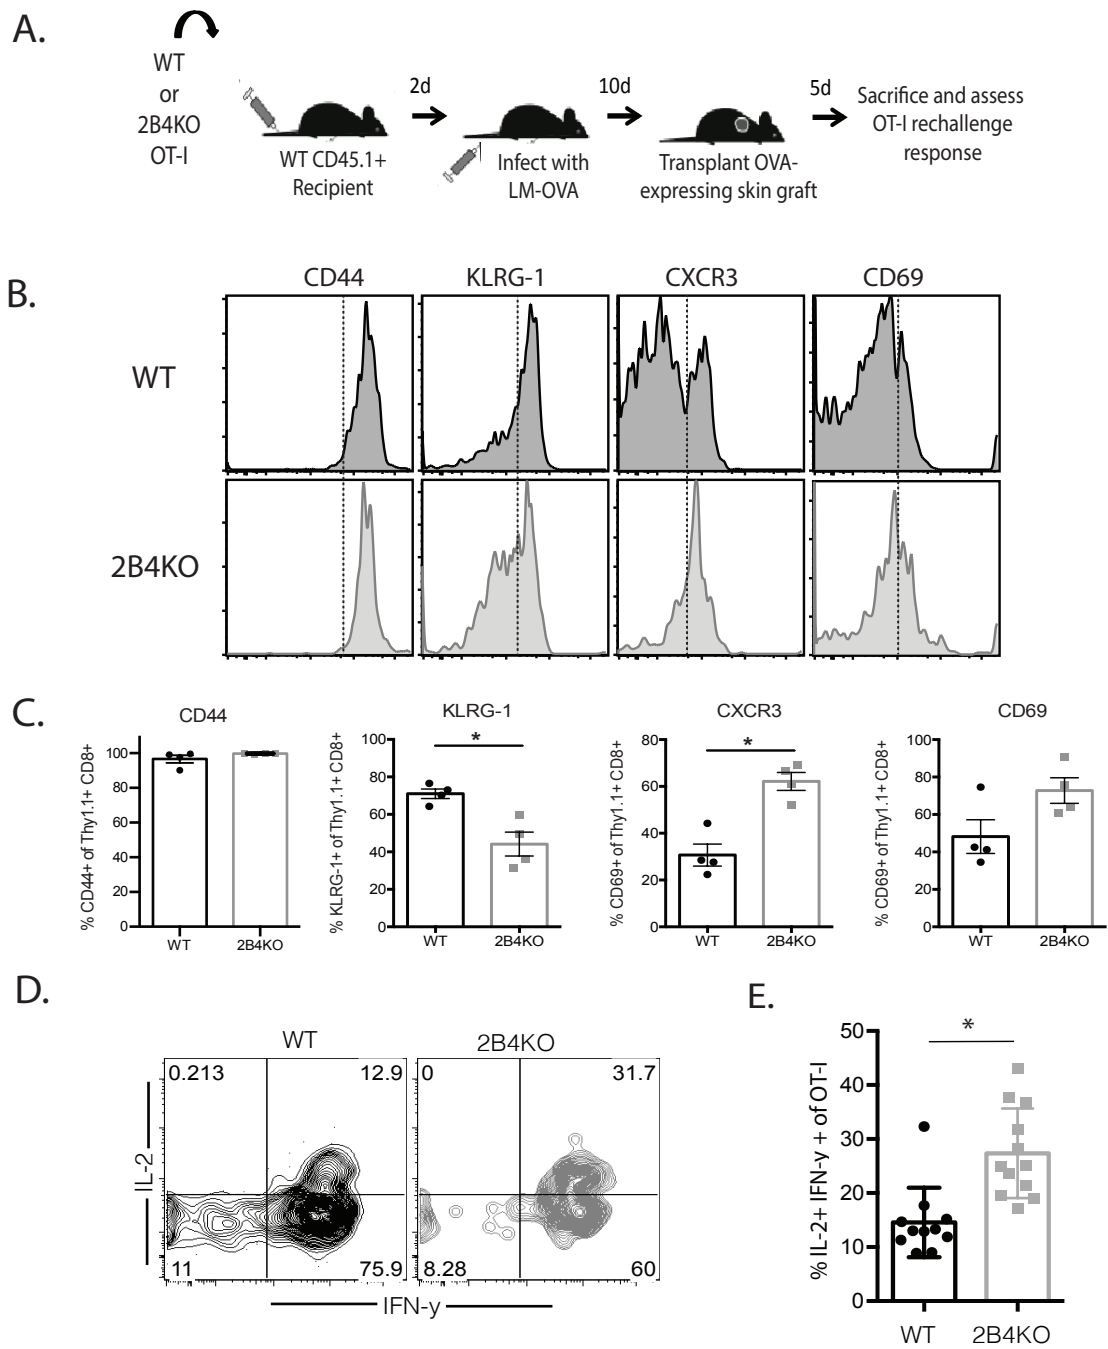 A.
WT
or
2B4KO
OT-I
WT CD45.1+
Recipient
2d
Infect with
LM-OVA
10d
Transplant OVA-
expressing skin graft
5d
Sacrifice and assess
OT-I rechallenge
response
B.
CD44 KLRG-1 CXCR3 CD69
WT
2B4KO
C.
CD44
% CD44+ of Thy1.1+ CD8+
100
80
60
40
20
0
WT 2B4KO
KLRG-1
% KLRG-1+ of Thy1.1+ CD8+
100
80
60
40
20
0
*
WT 2B4KO
CXCR3
% CD69+ of Thy1.1+ CD8+
80
60
40
20
0
*
WT 2B4KO
CD69
% CD69+ of Thy1.1+ CD8+
100
80
60
40
20
0
WT 2B4KO
D.
WT 2B4KO
0.213 12.9 0 31.7
IL-2
11 75.9 8.28 60
IFN-y
E.
% IL-2+ IFN-y + of OT-I
50
40
30
20
10
0
*
WT 2B4KO